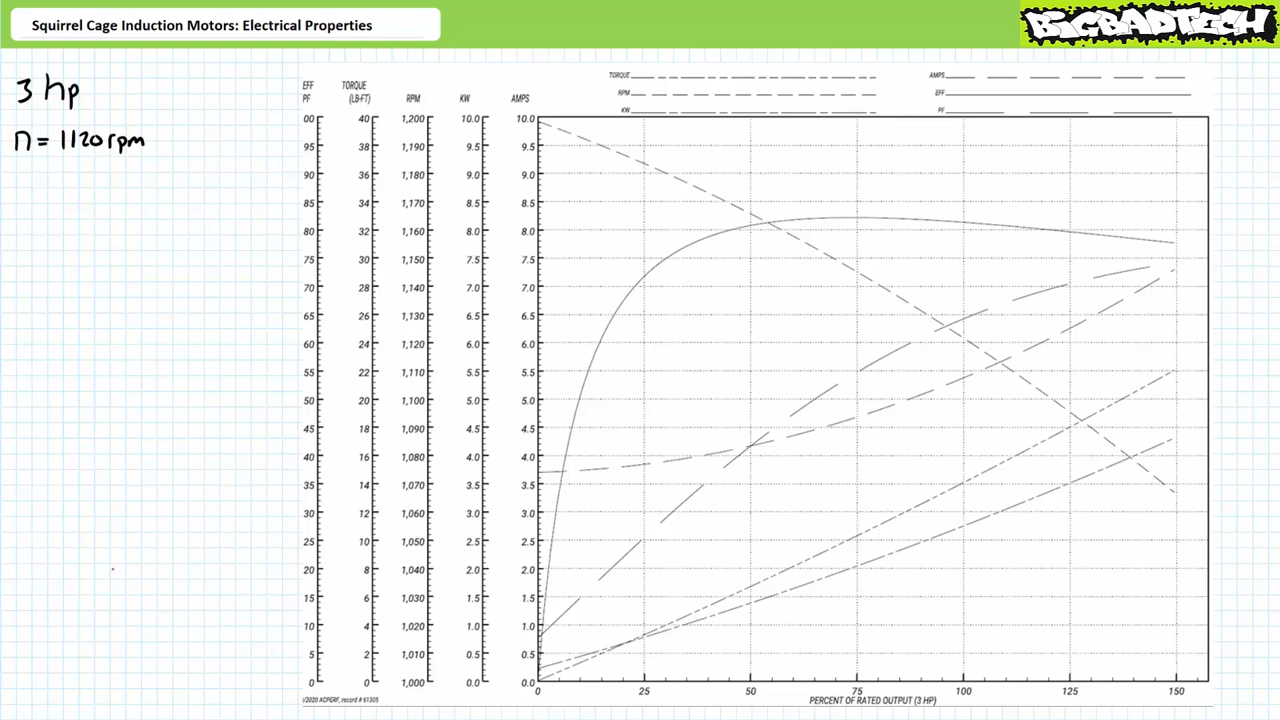 Squirrel Cage Induction Motors: Electrical Properties
BIGBADTECH
3 hp
n = 1120 rpm
TORQUE
RPM
KW
AMPS
EFF
PF
EFF TORQUE
PF (LB-FT) RPM KW AMPS
00 40 1,200 10.0 10.0
95 38 1,190 9.5 9.5
90 36 1,180 9.0 9.0
85 34 1,170 8.5 8.5
80 32 1,160 8.0 8.0
75 30 1,150 7.5 7.5
70 28 1,140 7.0 7.0
65 26 1,130 6.5 6.5
60 24 1,120 6.0 6.0
55 22 1,110 5.5 5.5
50 20 1,100 5.0 5.0
45 18 1,090 4.5 4.5
40 16 1,080 4.0 4.0
35 14 1,070 3.5 3.5
30 12 1,060 3.0 3.0
25 10 1,050 2.5 2.5
20 8 1,040 2.0 2.0
15 6 1,030 1.5 1.5
10 4 1,020 1.0 1.0
5 2 1,010 0.5 0.5
0 0 1,000 0.0 0.0
0 25 50 75 100 125 150
/2020 ACPERF, record # 61305
PERCENT OF RATED OUTPUT (3 HP)